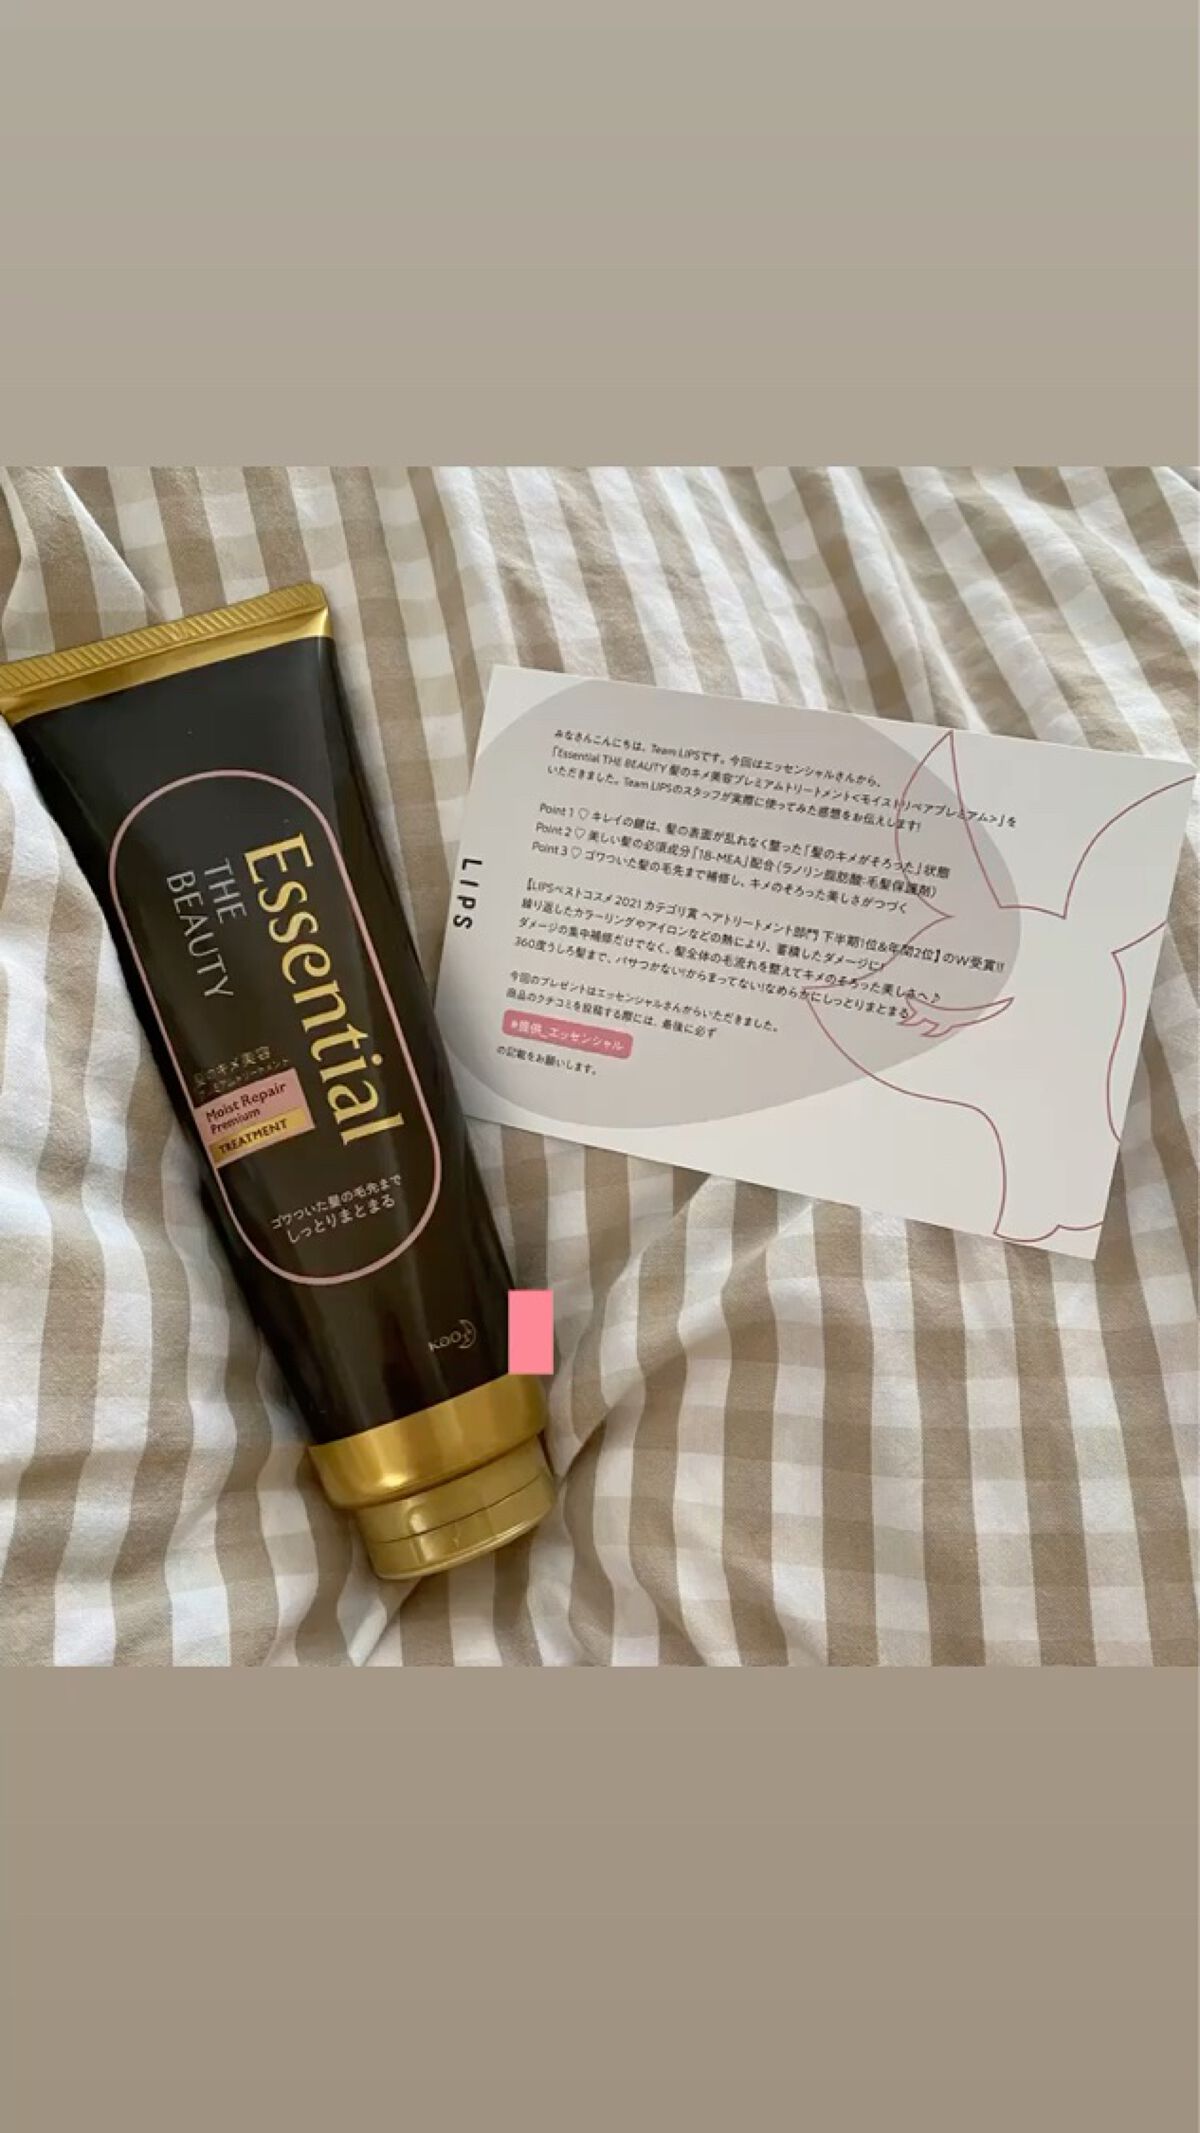 Essential
THE
BEAUTY
髪のキメ美容
プレミアムトリートメント
Moist Repair
Premium
TREATMENT
ゴワついた髪の毛先まで
しっとりまとまる
Kao
LIPS
みなさんこんにちは、Team LIPSです。今回はエッセンシャルさんから、
「Essential THE BEAUTY 髪のキメ美容プレミアムトリートメント<モイストリペアプレミアム>」を
いただきました。Team LIPSのスタッフが実際に使ってみた感想をお伝えします!
Point 1 ♡ キレイの鍵は、髪の表面が乱れなく整った「髪のキメがそろった」状態
Point 2 ♡ 美しい髪の必須成分「18-MEA」配合(ラノリン脂肪酸:毛髪保護剤)
Point 3 ♡ ゴワついた髪の毛先まで補修し、キメのそろった美しさがつづく
【LIPSベストコスメ2021 カテゴリ賞 ヘアトリートメント部門 下半期1位&年間2位】のW受賞!!
繰り返したカラーリングやアイロンなどの熱により、蓄積したダメージに!
ダメージの集中補修だけでなく、髪全体の毛流れを整えてキメのそろった美しさへ♪
360度うしろ髪まで、パサつかない!からまってない!なめらかにしっとりまとまる
今回のプレゼントはエッセンシャルさんからいただきました。
商品のクチコミを投稿する際には、最後に必ず
#提供_エッセンシャル
の記載をお願いします。